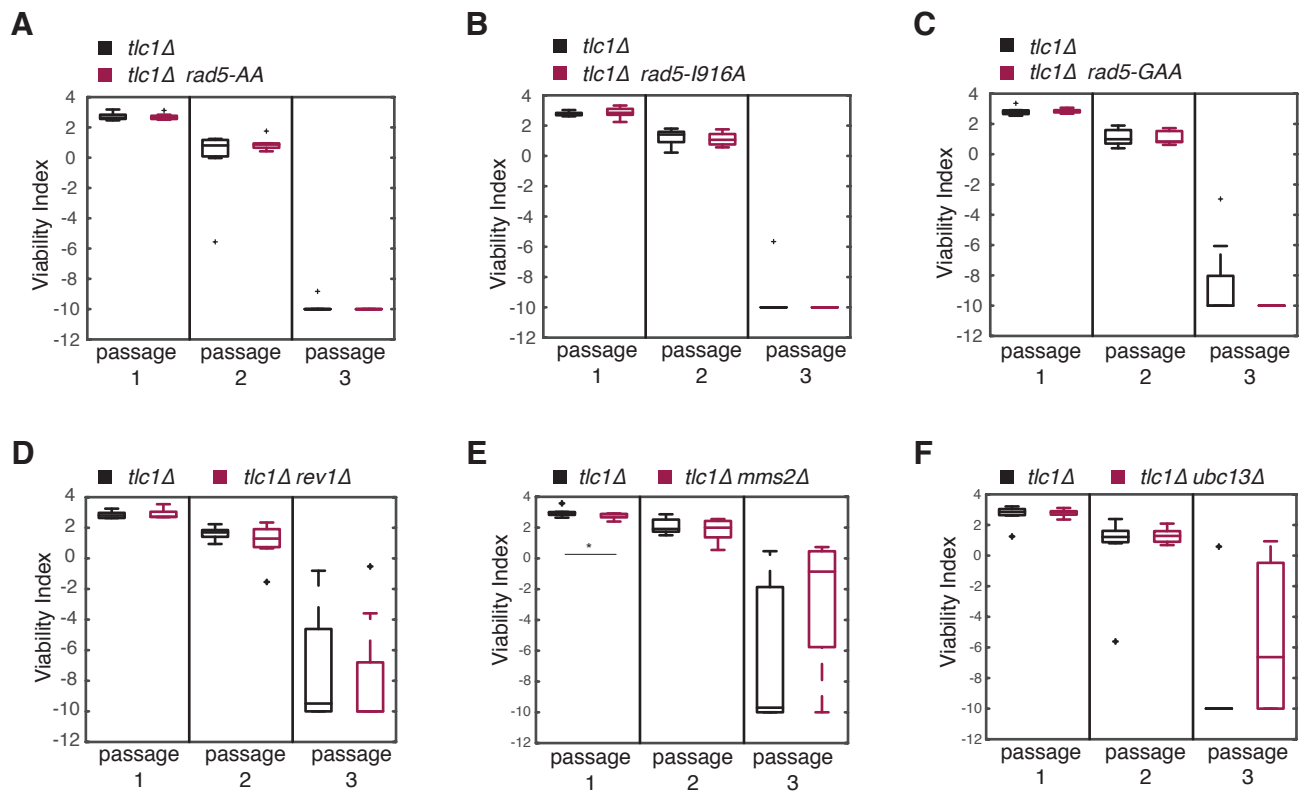 A
tlc1Δ
tlc1Δ rad5-AA
Viability Index
4
2
0
-2
-4
-6
-8
-10
-12
passage 1
passage 2
passage 3
B
tlc1Δ
tlc1Δ rad5-I916A
Viability Index
4
2
0
-2
-4
-6
-8
-10
-12
passage 1
passage 2
passage 3
C
tlc1Δ
tlc1Δ rad5-GAA
Viability Index
4
2
0
-2
-4
-6
-8
-10
-12
passage 1
passage 2
passage 3
D
tlc1Δ
tlc1Δ rev1Δ
Viability Index
4
2
0
-2
-4
-6
-8
-10
-12
passage 1
passage 2
passage 3
E
tlc1Δ
tlc1Δ mms2Δ
Viability Index
4
2
0
-2
-4
-6
-8
-10
-12
*
passage 1
passage 2
passage 3
F
tlc1Δ
tlc1Δ ubc13Δ
Viability Index
4
2
0
-2
-4
-6
-8
-10
-12
passage 1
passage 2
passage 3